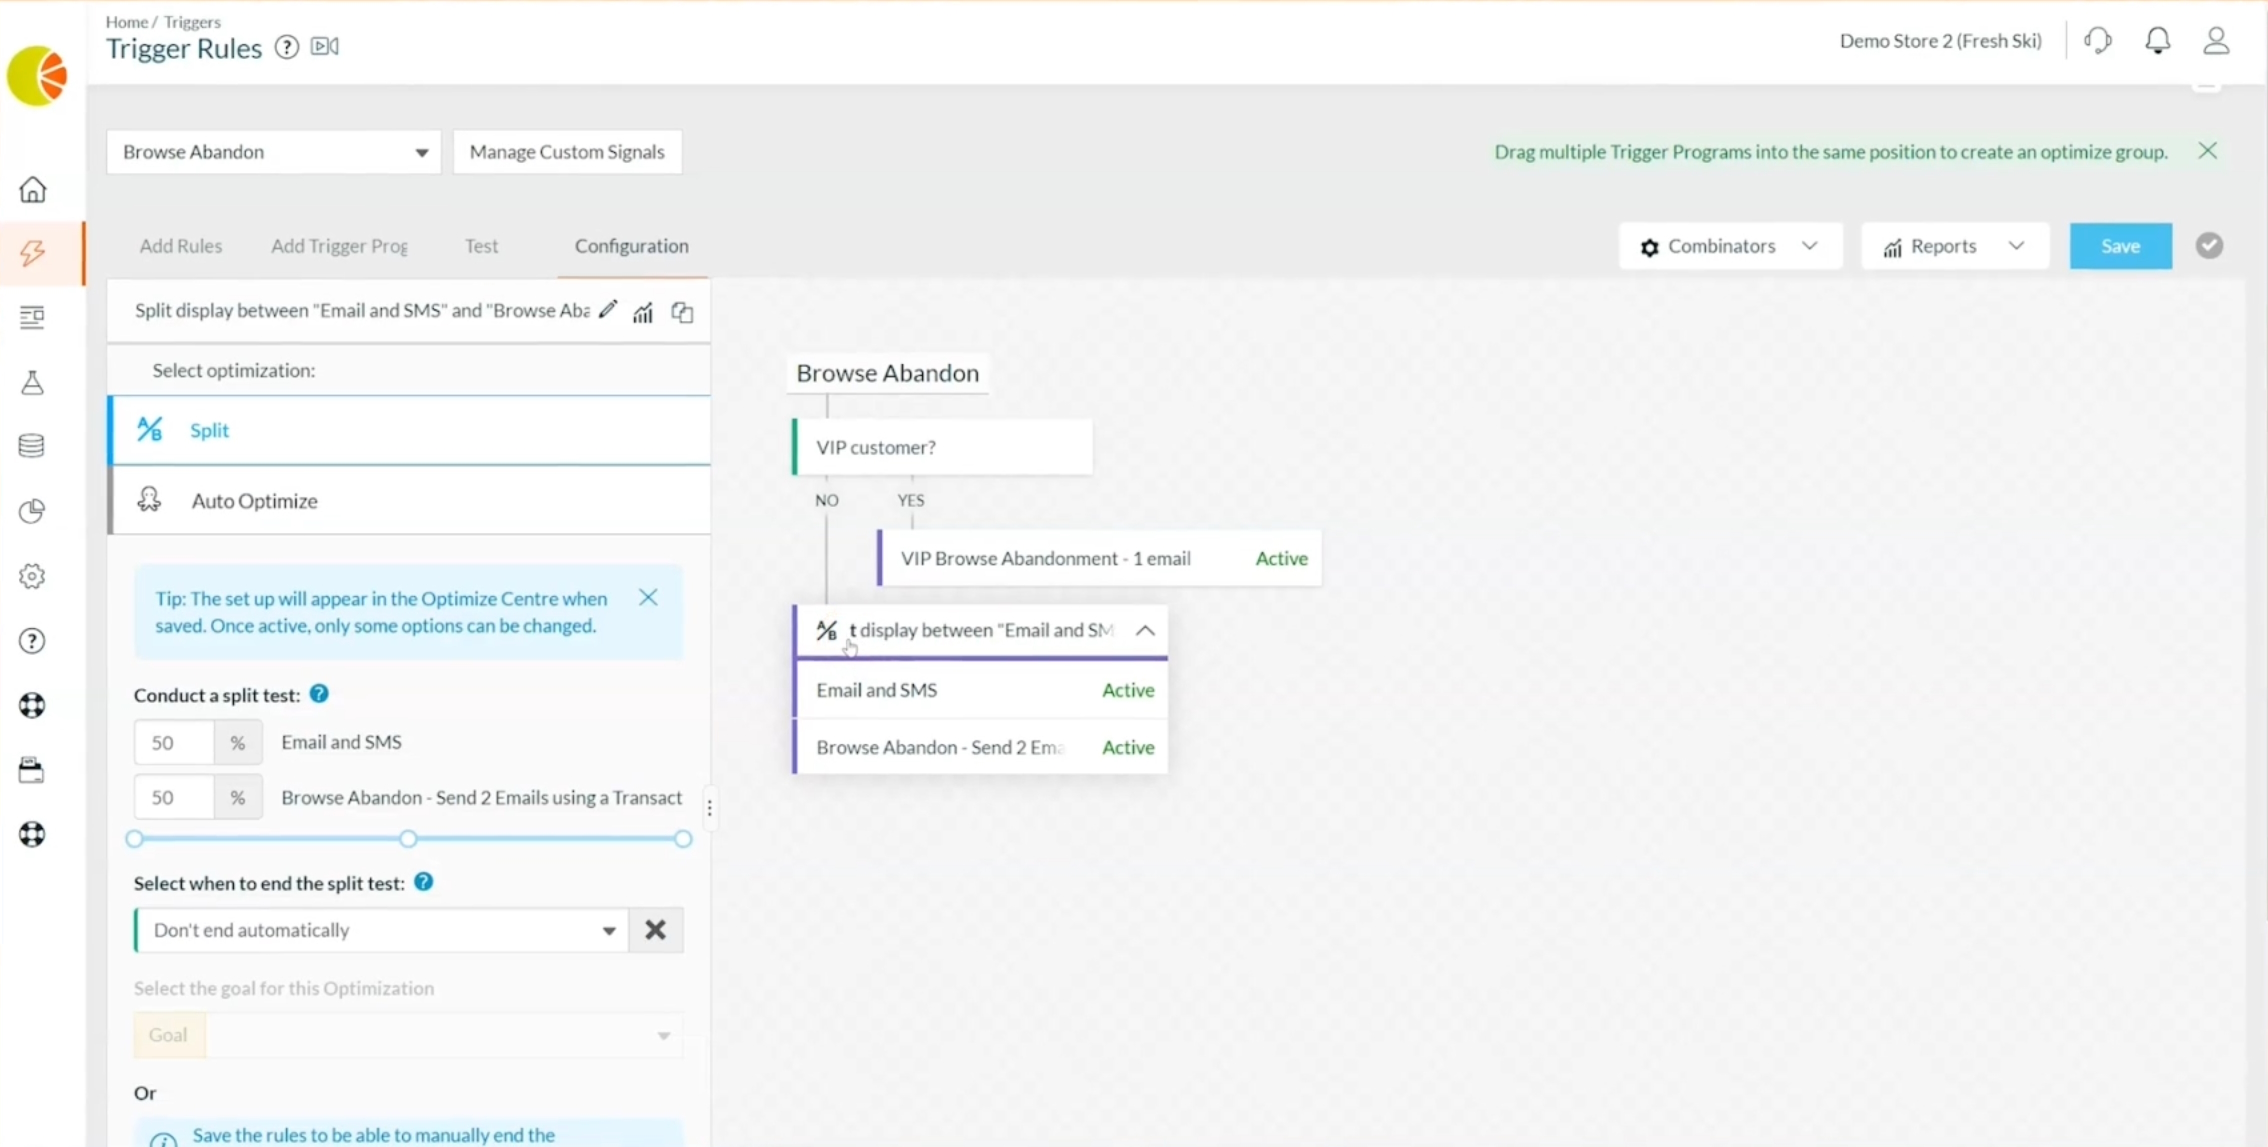 Home / Triggers
Trigger Rules
Demo Store 2 (Fresh Ski)
Browse Abandon
Manage Custom Signals
Drag multiple Trigger Programs into the same position to create an optimize group.
Add Rules
Add Trigger Prog
Test
Configuration
Combinators
Reports
Save
Split display between "Email and SMS" and "Browse Aba
Select optimization:
A/B Split
Auto Optimize
Tip: The set up will appear in the Optimize Centre when
saved. Once active, only some options can be changed.
Conduct a split test:
50 % Email and SMS
50 % Browse Abandon - Send 2 Emails using a Transact
Select when to end the split test:
Don't end automatically
Select the goal for this Optimization
Goal
Or
Save the rules to be able to manually end the
Browse Abandon
VIP customer?
NO YES
VIP Browse Abandonment - 1 email Active
A/B t display between "Email and SM
Email and SMS Active
Browse Abandon - Send 2 Ema Active